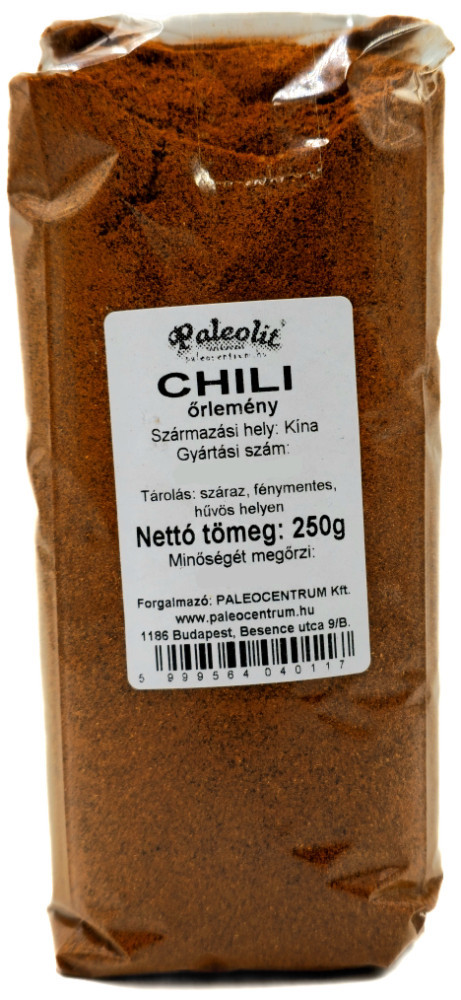 Paleolit
paleocentrum.hu
CHILI
őrlemény
Származási hely: Kína
Gyártási szám:
Tárolás: száraz, fénymentes,
hűvös helyen
Nettó tömeg: 250g
Minőségét megőrzi:
Forgalmazó: PALEOCENTRUM Kft.
www.paleocentrum.hu
1186 Budapest, Besence utca 9/B.
5 999564 040117